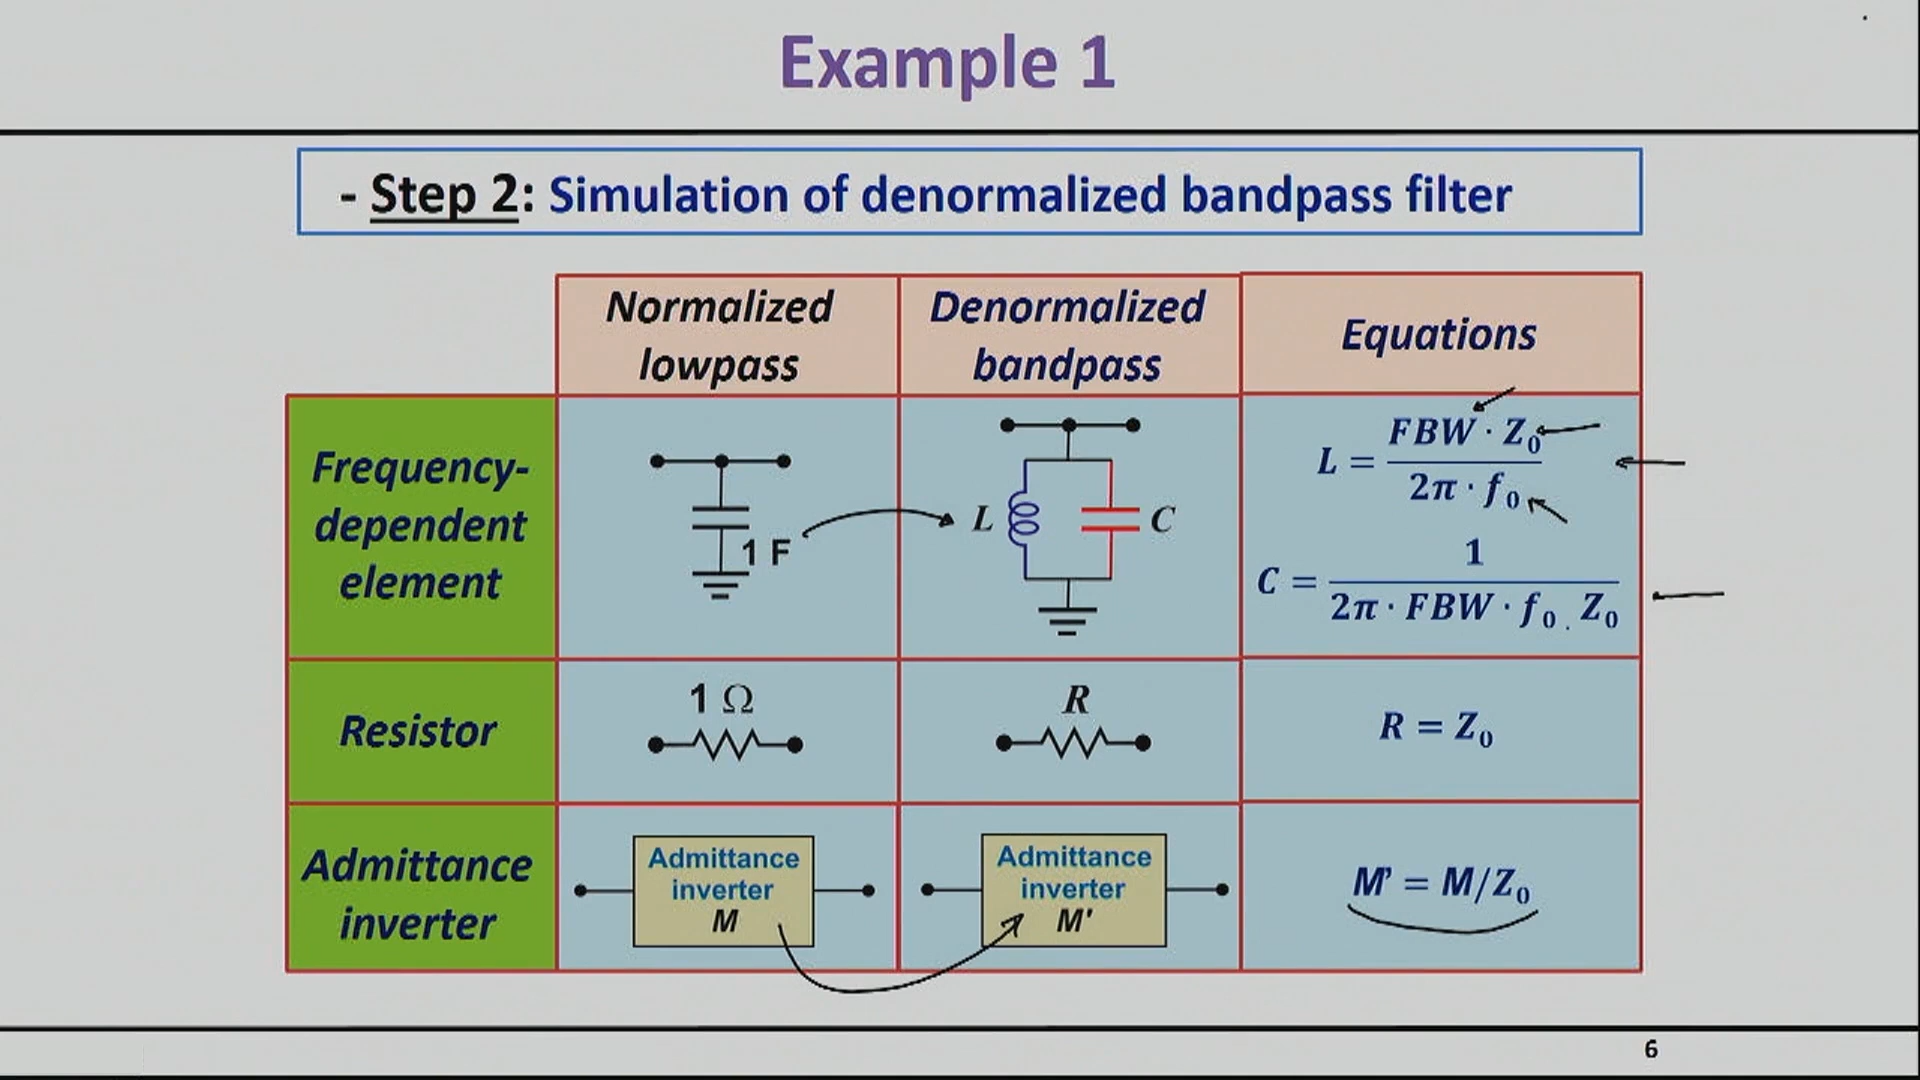 Example 1
- Step 2: Simulation of denormalized bandpass filter
Normalized
lowpass
Denormalized
bandpass
Equations
Frequency-
dependent
element
1 F
L
C
L = FBW · Z₀ / 2π · f₀
C = 1 / 2π · FBW · f₀ . Z₀
Resistor
1 Ω
R
R = Z₀
Admittance
inverter
Admittance
inverter
M
Admittance
inverter
M'
M' = M/Z₀
6